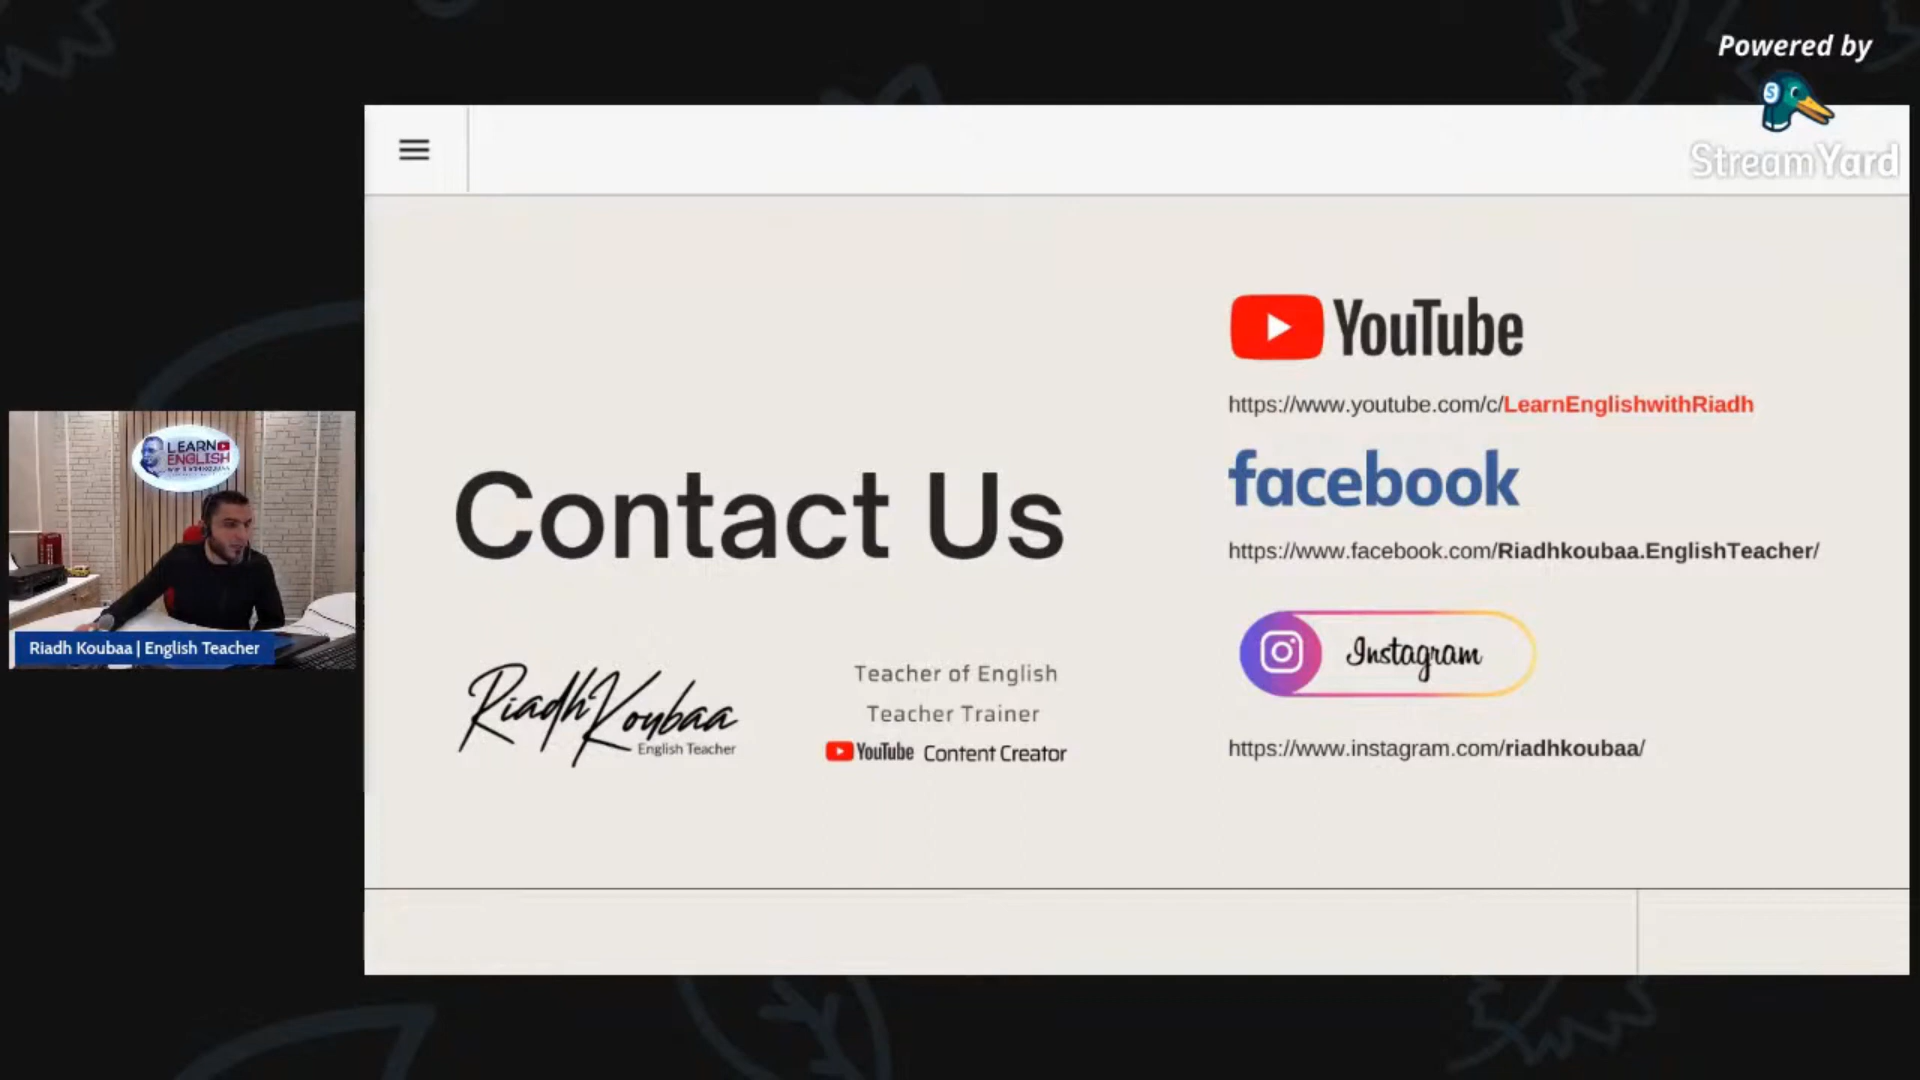 Powered by
StreamYard
LEARN
ENGLISH
Riadh Koubaa | English Teacher
Contact Us
Riadh Koubaa
English Teacher
Teacher of English
Teacher Trainer
YouTube Content Creator
YouTube
https://www.youtube.com/c/LearnEnglishwithRiadh
facebook
https://www.facebook.com/Riadhkoubaa.EnglishTeacher/
Instagram
https://www.instagram.com/riadhkoubaa/